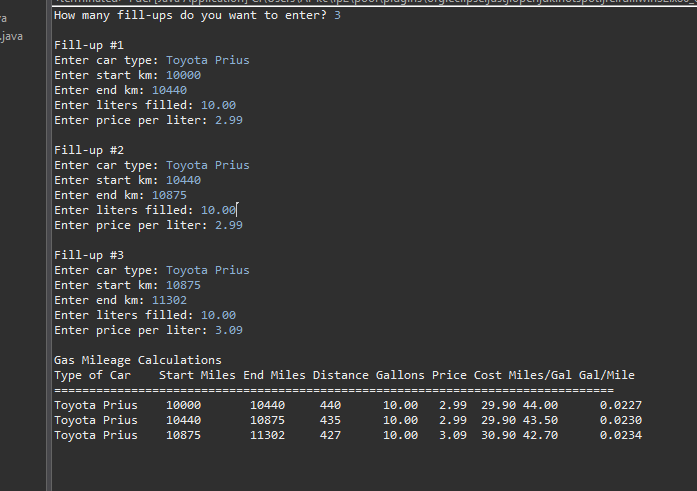 How many fill-ups do you want to enter? 3
.java
Fill-up #1
Enter car type: Toyota Prius
Enter start km: 10000
Enter end km: 10440
Enter liters filled: 10.00
Enter price per liter: 2.99
Fill-up #2
Enter car type: Toyota Prius
Enter start km: 10440
Enter end km: 10875
Enter liters filled: 10.00
Enter price per liter: 2.99
Fill-up #3
Enter car type: Toyota Prius
Enter start km: 10875
Enter end km: 11302
Enter liters filled: 10.00
Enter price per liter: 3.09
Gas Mileage Calculations
Type of Car    Start Miles End Miles Distance Gallons Price Cost Miles/Gal Gal/Mile
================================================================================
Toyota Prius    10000       10440     440      10.00   2.99  29.90 44.00      0.0227
Toyota Prius    10440       10875     435      10.00   2.99  29.90 43.50      0.0230
Toyota Prius    10875       11302     427      10.00   3.09  30.90 42.70      0.0234